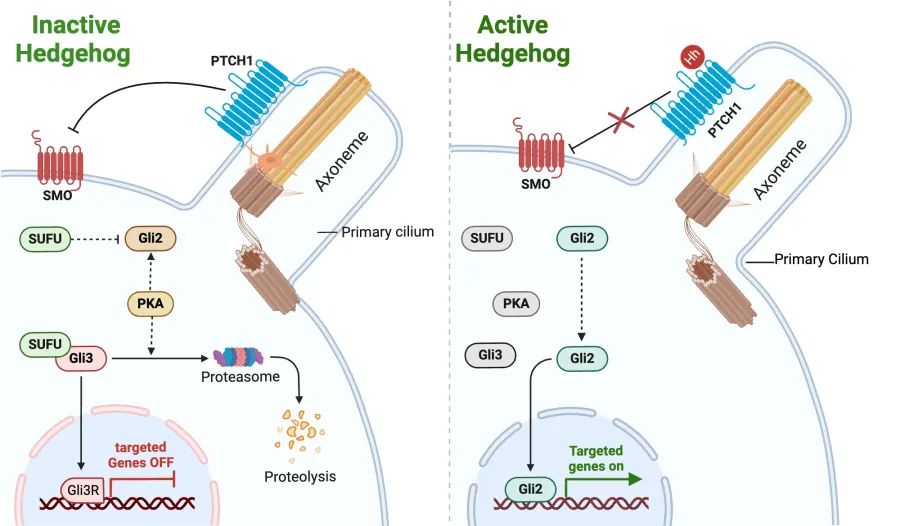 Inactive
Hedgehog
PTCH1
Axoneme
SMO
Primary cilium
SUFU
Gli2
PKA
SUFU
Gli3
Proteasome
Proteolysis
targeted
Genes OFF
Gli3R
Active
Hedgehog
Hh
PTCH1
Axoneme
SMO
Primary Cilium
SUFU
Gli2
PKA
Gli3
Gli2
Targeted
genes on
Gli2